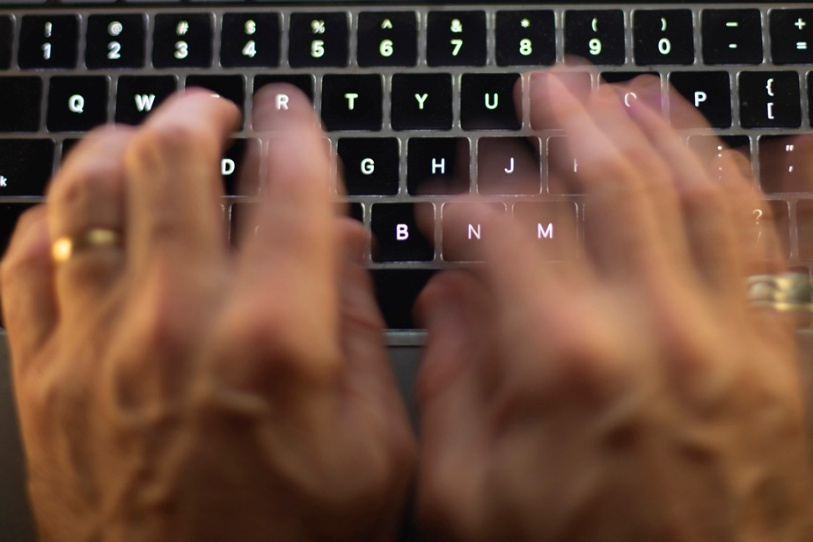 ! @ # $ % ^ & * ( ) — +
1 2 3 4 5 6 7 8 9 0 - =
Q W R T Y U O P {
[
k D G H J : "
; '
B N M ?